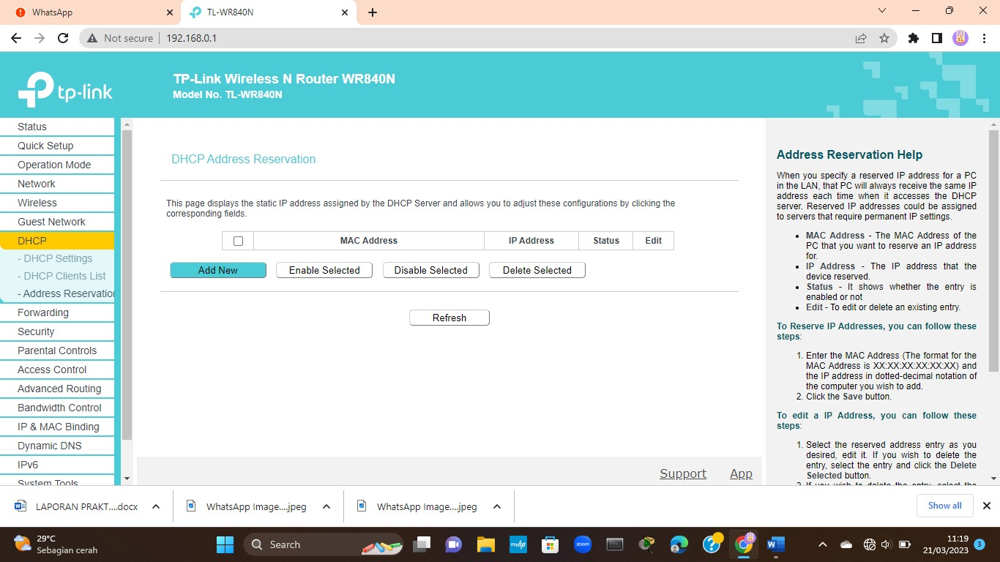 WhatsApp
TL-WR840N
Not secure
192.168.0.1
tp-link
TP-Link Wireless N Router WR840N
Model No. TL-WR840N
Status
Quick Setup
Operation Mode
Network
Wireless
Guest Network
DHCP
- DHCP Settings
- DHCP Clients List
- Address Reservation
Forwarding
Security
Parental Controls
Access Control
Advanced Routing
Bandwidth Control
IP & MAC Binding
Dynamic DNS
IPv6
System Tools
DHCP Address Reservation
This page displays the static IP address assigned by the DHCP Server and allows you to adjust these configurations by clicking the
corresponding fields.
MAC Address IP Address Status Edit
Add New Enable Selected Disable Selected Delete Selected
Refresh
Support App
Address Reservation Help
When you specify a reserved IP address for a PC
in the LAN, that PC will always receive the same IP
address each time when it accesses the DHCP
server. Reserved IP addresses could be assigned
to servers that require permanent IP settings.
• MAC Address - The MAC Address of the
PC that you want to reserve an IP address
for.
• IP Address - The IP address that the
device reserved.
• Status - It shows whether the entry is
enabled or not
• Edit - To edit or delete an existing entry.
To Reserve IP Addresses, you can follow these
steps:
1. Enter the MAC Address (The format for the
MAC Address is XX:XX:XX:XX:XX:XX) and
the IP address in dotted-decimal notation of
the computer you wish to add.
2. Click the Save button.
To edit a IP Address, you can follow these
steps:
1. Select the reserved address entry as you
desired, edit it. If you wish to delete the
entry, select the entry and click the Delete
Selected button.
2. If you wish to delete the entry, select the
LAPORAN PRAKT....docx
WhatsApp Image....jpeg
WhatsApp Image....jpeg
Show all
29°C
Sebagian cerah
Search
myhp
zoom
11:19
21/03/2023
3